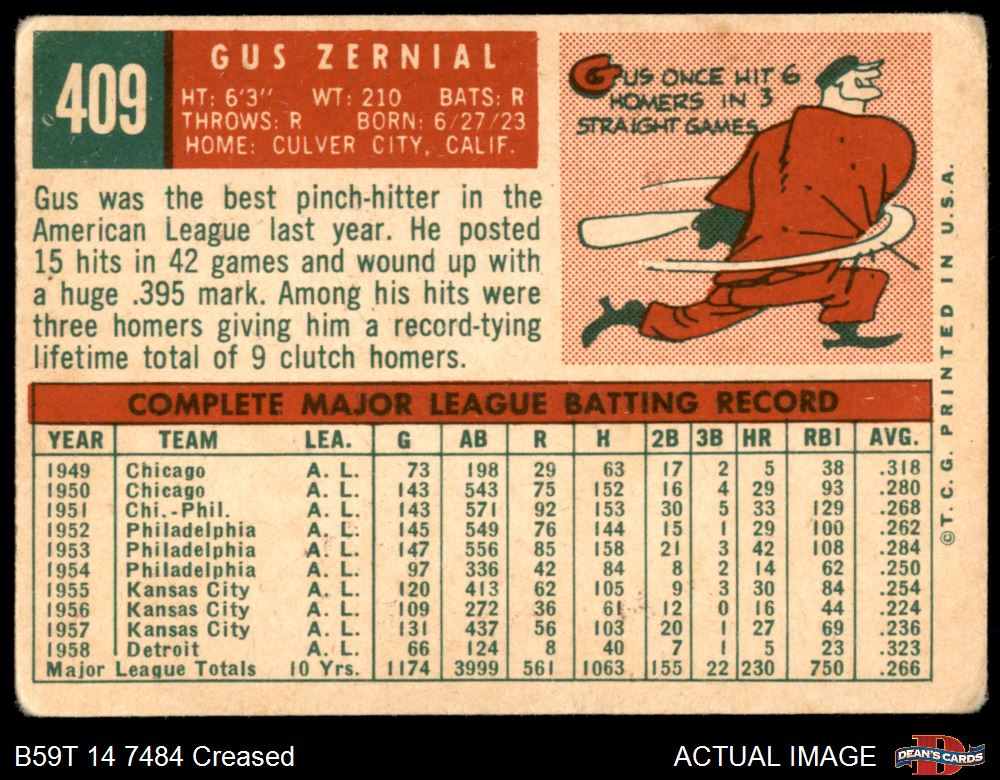 409
GUS ZERNIAL
HT: 6'3" WT: 210 BATS: R
THROWS: R BORN: 6/27/23
HOME: CULVER CITY, CALIF.
GUS ONCE HIT 6
HOMERS IN 3
STRAIGHT GAMES
Gus was the best pinch-hitter in the
American League last year. He posted
15 hits in 42 games and wound up with
a huge .395 mark. Among his hits were
three homers giving him a record-tying
lifetime total of 9 clutch homers.
COMPLETE MAJOR LEAGUE BATTING RECORD
YEAR TEAM LEA. G AB R H 2B 3B HR RBI AVG.
1949 Chicago A. L. 73 198 29 63 17 2 5 38 .318
1950 Chicago A. L. 143 543 75 152 16 4 29 93 .280
1951 Chi.-Phil. A. L. 143 571 92 153 30 5 33 129 .268
1952 Philadelphia A. L. 145 549 76 144 15 1 29 100 .262
1953 Philadelphia A. L. 147 556 85 158 21 3 42 108 .284
1954 Philadelphia A. L. 97 336 42 84 8 2 14 62 .250
1955 Kansas City A. L. 120 413 62 105 9 3 30 84 .254
1956 Kansas City A. L. 109 272 36 61 12 0 16 44 .224
1957 Kansas City A. L. 131 437 56 103 20 1 27 69 .236
1958 Detroit A. L. 66 124 8 40 7 1 5 23 .323
Major League Totals 10 Yrs. 1174 3999 561 1063 155 22 230 750 .266
© T. C. G. PRINTED IN U.S.A.
B59T 14 7484 Creased
ACTUAL IMAGE
D
DEAN'S CARDS